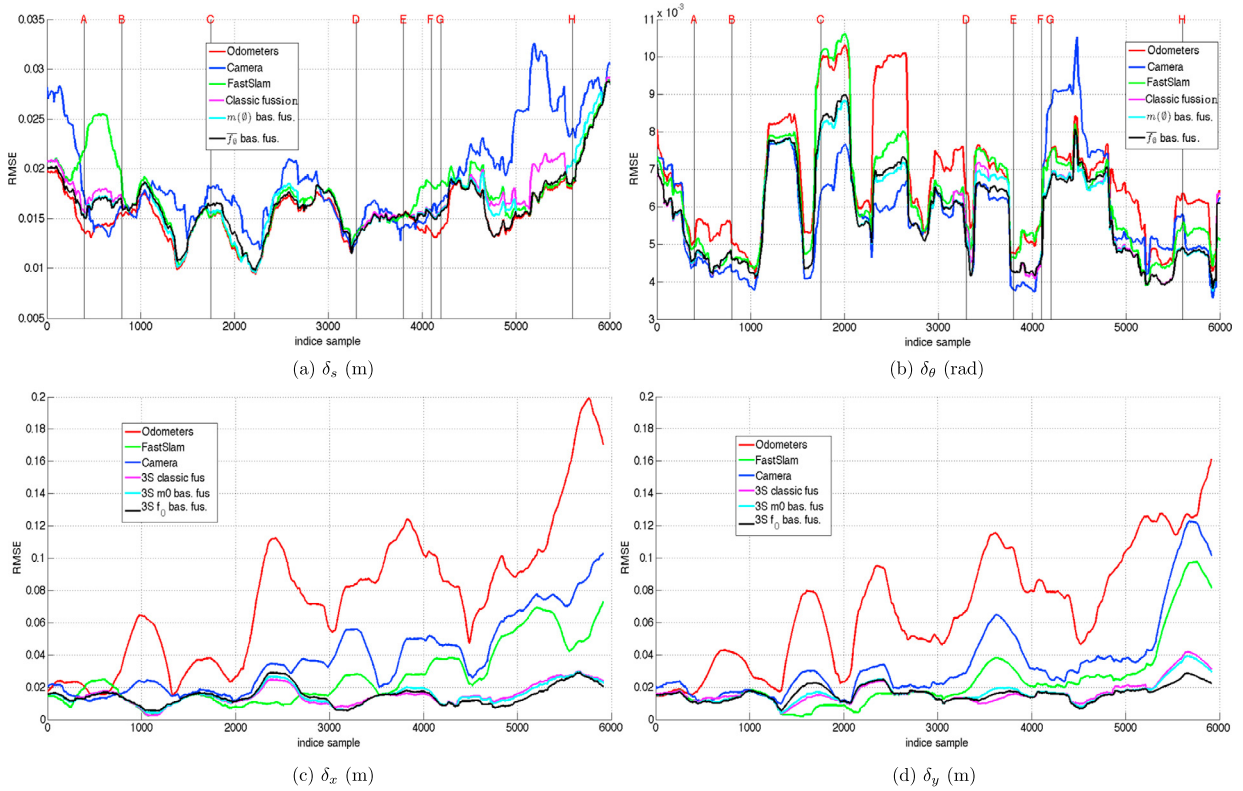 0.035
0.03
0.025
0.02
0.015
0.01
0.005
RMSE
A B C D E F G H
Odometers
Camera
FastSlam
Classic fussion
m(∅) bas. fus.
f̅∅ bas. fus.
0 1000 2000 3000 4000 5000 6000
indice sample
(a) δs (m)
11 × 10⁻³
10
9
8
7
6
5
4
3
RMSE
A B C D E F G H
Odometers
Camera
FastSlam
Classic fussion
m(∅) bas. fus.
f̅∅ bas. fus.
0 1000 2000 3000 4000 5000 6000
indice sample
(b) δθ (rad)
0.2
0.18
0.16
0.14
0.12
0.1
0.08
0.06
0.04
0.02
0
RMSE
Odometers
FastSlam
Camera
3S classic fus
3S m0 bas. fus
3S f0 bas. fus.
0 1000 2000 3000 4000 5000 6000
indice sample
(c) δx (m)
0.2
0.18
0.16
0.14
0.12
0.1
0.08
0.06
0.04
0.02
0
RMSE
Odometers
FastSlam
Camera
3S classic fus
3S m0 bas. fus
3S f0 bas. fus.
0 1000 2000 3000 4000 5000 6000
indice sample
(d) δy (m)